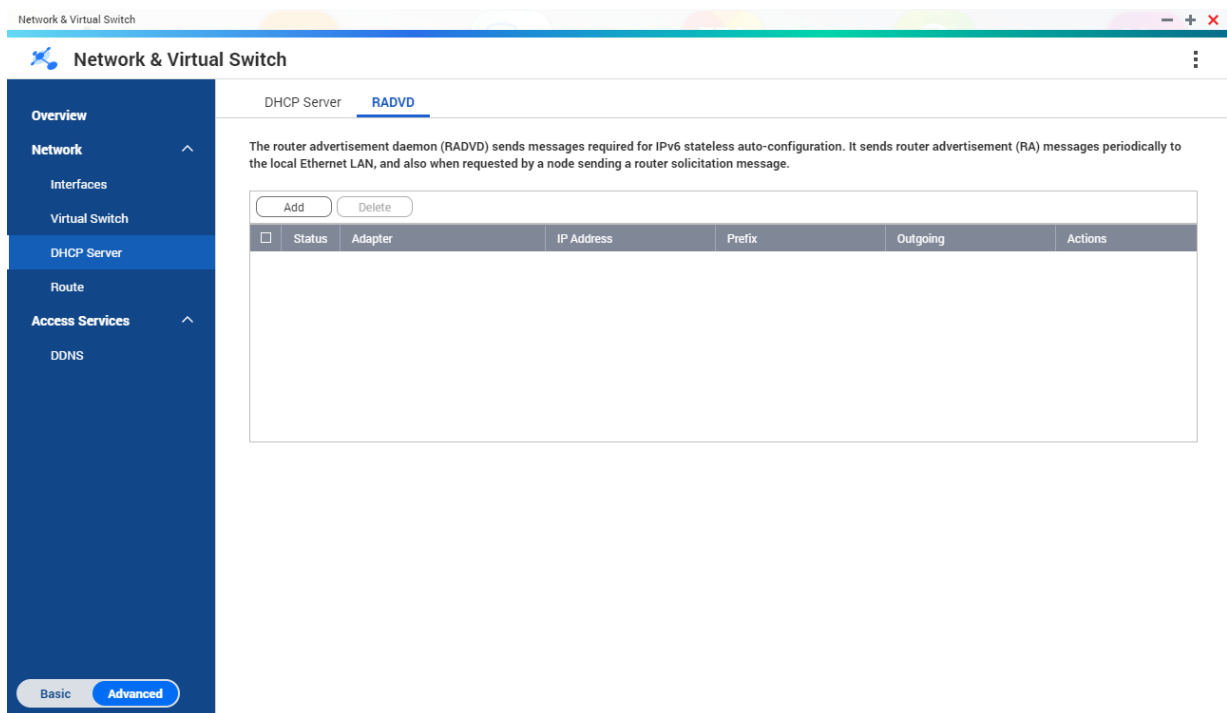 Network & Virtual Switch
Network & Virtual Switch
Overview
Network
Interfaces
Virtual Switch
DHCP Server
Route
Access Services
DDNS
Basic Advanced
DHCP Server RADVD
The router advertisement daemon (RADVD) sends messages required for IPv6 stateless auto-configuration. It sends router advertisement (RA) messages periodically to
the local Ethernet LAN, and also when requested by a node sending a router solicitation message.
Add Delete
Status Adapter IP Address Prefix Outgoing Actions